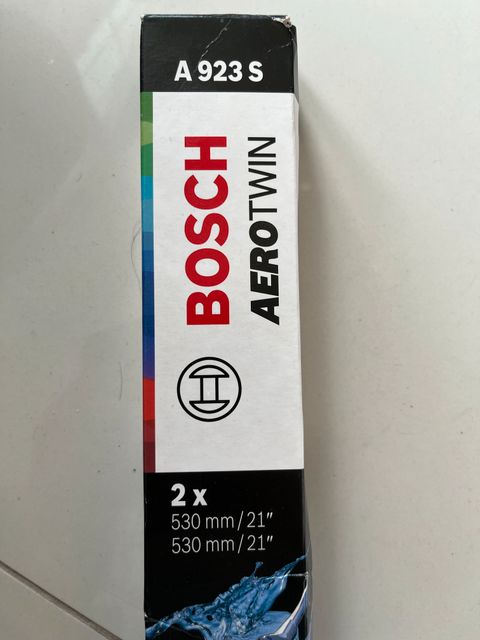 A 923 S
BOSCH
AEROTWIN
2 x
530 mm / 21"
530 mm / 21"